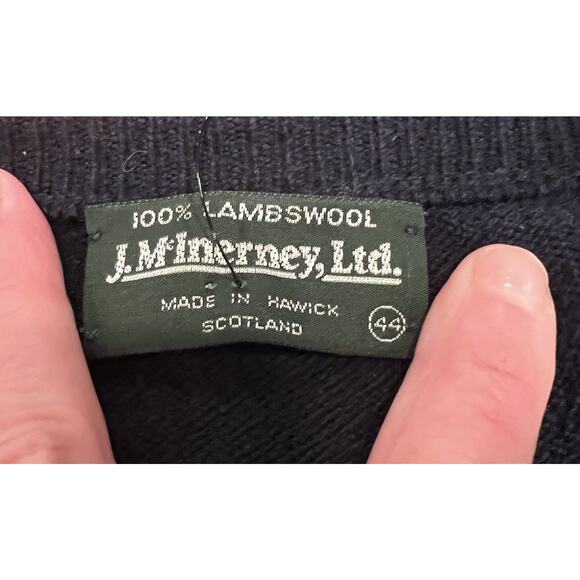 100% LAMBSWOOL
J. McInerney, Ltd.
MADE IN HAWICK
SCOTLAND
44